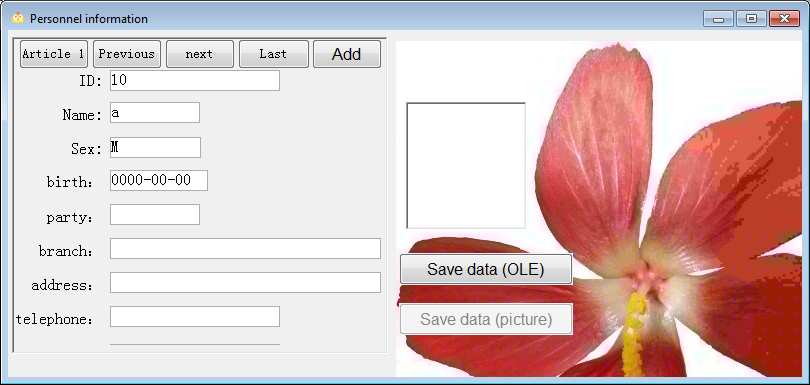 Personnel information
Article 1 Previous next Last Add
ID: 10
Name: a
Sex: M
birth: 0000-00-00
party:
branch:
address:
telephone:
Save data (OLE)
Save data (picture)